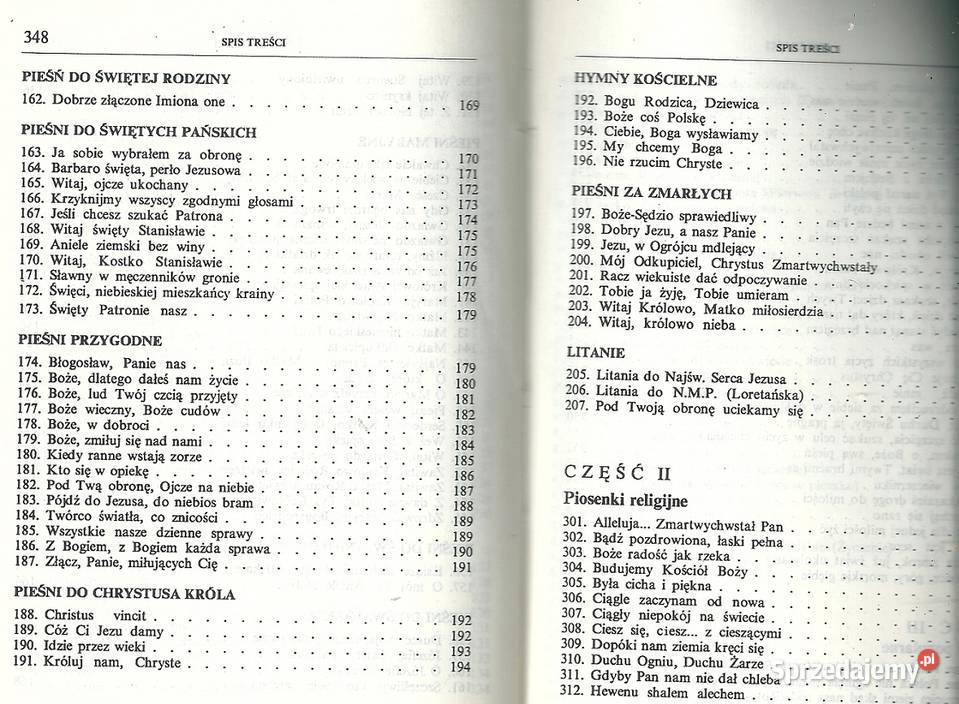 348
SPIS TREŚCI
PIEŚŃ DO ŚWIĘTEJ RODZINY
162. Dobrze złączone Imiona one . . . . . . . . . . . . 169
PIEŚNI DO ŚWIĘTYCH PAŃSKICH
163. Ja sobie wybrałem za obronę . . . . . . . . . . . 170
164. Barbaro święta, perło Jezusowa . . . . . . . . . . . 171
165. Witaj, ojcze ukochany . . . . . . . . . . . . . 172
166. Krzyknijmy wszyscy zgodnymi głosami . . . . . . . . 173
167. Jeśli chcesz szukać Patrona . . . . . . . . . . . 174
168. Witaj święty Stanisławie . . . . . . . . . . . . 175
169. Aniele ziemski bez winy . . . . . . . . . . . . 175
170. Witaj, Kostko Stanisławie . . . . . . . . . . . . 176
171. Sławny w męczenników gronie . . . . . . . . . . . 177
172. Święci, niebieskiej mieszkańcy krainy . . . . . . . . . 178
173. Święty Patronie nasz . . . . . . . . . . . . . 179
PIEŚNI PRZYGODNE
174. Błogosław, Panie nas . . . . . . . . . . . . . 179
175. Boże, dlatego dałeś nam życie . . . . . . . . . . . 180
176. Boże, lud Twój czcią przyjęty . . . . . . . . . . . 181
177. Boże wieczny, Boże cudów . . . . . . . . . . . . 182
178. Boże, w dobroci . . . . . . . . . . . . . . . 183
179. Boże, zmiłuj się nad nami . . . . . . . . . . . . 184
180. Kiedy ranne wstają zorze . . . . . . . . . . . . 185
181. Kto się w opiekę . . . . . . . . . . . . . . 186
182. Pod Twą obronę, Ojcze na niebie . . . . . . . . . . 187
183. Pójdź do Jezusa, do niebios bram . . . . . . . . . . 188
184. Twórco światła, co znicości . . . . . . . . . . . 189
185. Wszystkie nasze dzienne sprawy . . . . . . . . . . 189
186. Z Bogiem, z Bogiem każda sprawa . . . . . . . . . 190
187. Złącz, Panie, miłujących Cię . . . . . . . . . . . 191
PIEŚNI DO CHRYSTUSA KRÓLA
188. Christus vincit . . . . . . . . . . . . . . . 192
189. Cóż Ci Jezu damy . . . . . . . . . . . . . . 192
190. Idzie przez wieki . . . . . . . . . . . . . . 193
191. Króluj nam, Chryste . . . . . . . . . . . . . 194
SPIS TREŚCI
HYMNY KOŚCIELNE
192. Bogu Rodzica, Dziewica . . . . . . . . . .
193. Boże coś Polskę . . . . . . . . . . . .
194. Ciebie, Boga wysławiamy . . . . . . . . . .
195. My chcemy Boga . . . . . . . . . . . .
196. Nie rzucim Chryste . . . . . . . . . . .
PIEŚNI ZA ZMARŁYCH
197. Boże-Sędzio sprawiedliwy . . . . . . . . . .
198. Dobry Jezu, a nasz Panie . . . . . . . . . .
199. Jezu, w Ogrójcu mdlejący . . . . . . . . . .
200. Mój Odkupiciel, Chrystus Zmartwychwstały . . . .
201. Racz wiekuiste dać odpoczywanie . . . . . . .
202. Tobie ja żyję, Tobie umieram . . . . . . . .
203. Witaj Królowo, Matko miłosierdzia . . . . . . .
204. Witaj, królowo nieba . . . . . . . . . . .
LITANIE
205. Litania do Najśw. Serca Jezusa . . . . . . . .
206. Litania do N.M.P. (Loretańska) . . . . . . . .
207. Pod Twoją obronę uciekamy się . . . . . . . .
CZĘŚĆ II
Piosenki religijne
301. Alleluja... Zmartwychwstał Pan . . . . . . . .
302. Bądź pozdrowiona, łaski pełna . . . . . . . .
303. Boże radość jak rzeka . . . . . . . . . . .
304. Budujemy Kościół Boży . . . . . . . . . .
305. Była cicha i piękna . . . . . . . . . . . .
306. Ciągle zaczynam od nowa . . . . . . . . . .
307. Ciągły niepokój na świecie . . . . . . . . .
308. Ciesz się, ciesz... z cieszącymi . . . . . . . .
309. Dopóki nam ziemia kręci się . . . . . . . . .
310. Duchu Ogniu, Duchu Żarze . . . . . . . . .
311. Gdyby Pan nam nie dał chleba . . . . . . . .
312. Hewenu shalem alechem . . . . . . . . . .
Sprzedajemy.pl